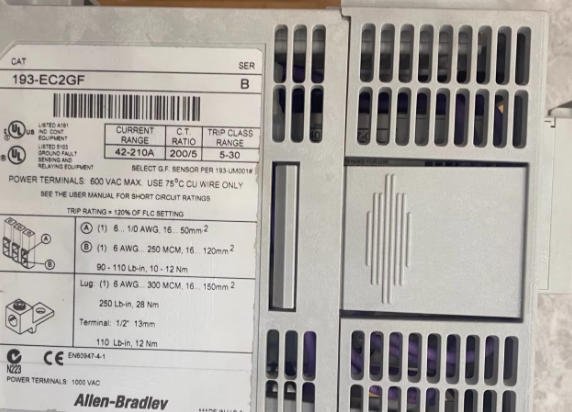 CAT SER
193-EC2GF B
LISTED A181
IND CONT
EQUIPMENT
LISTED
GROUND FAULT
SENSING AND
RELAYING EQUIPMENT
CURRENT RANGE C.T. RATIO TRIP CLASS RANGE
42-210A 200/5 5-30
SELECT G.F. SENSOR PER 193-UM001#
POWER TERMINALS: 600 VAC MAX. USE 75°C CU WIRE ONLY
SEE THE USER MANUAL FOR SHORT CIRCUIT RATINGS
TRIP RATING = 120% OF FLC SETTING
A (1) 6... 1/0 AWG, 16... 50mm²
B (1) 6 AWG... 250 MCM, 16... 120mm²
90 - 110 Lb-in, 10 - 12 Nm
A
B
Lug: (1) 6 AWG... 300 MCM, 16... 150mm²
250 Lb-in, 28 Nm
Terminal: 1/2" 13mm
110 Lb-in, 12 Nm
N223 CE EN60947-4-1
POWER TERMINALS: 1000 VAC
Allen-Bradley